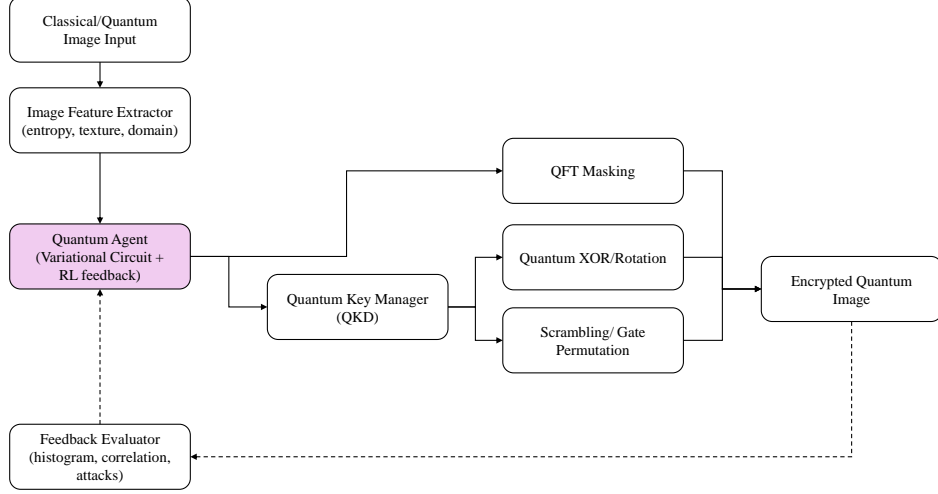 Classical/Quantum
Image Input
Image Feature Extractor
(entropy, texture, domain)
Quantum Agent
(Variational Circuit +
RL feedback)
Quantum Key Manager
(QKD)
QFT Masking
Quantum XOR/Rotation
Scrambling/ Gate
Permutation
Encrypted Quantum
Image
Feedback Evaluator
(histogram, correlation,
attacks)